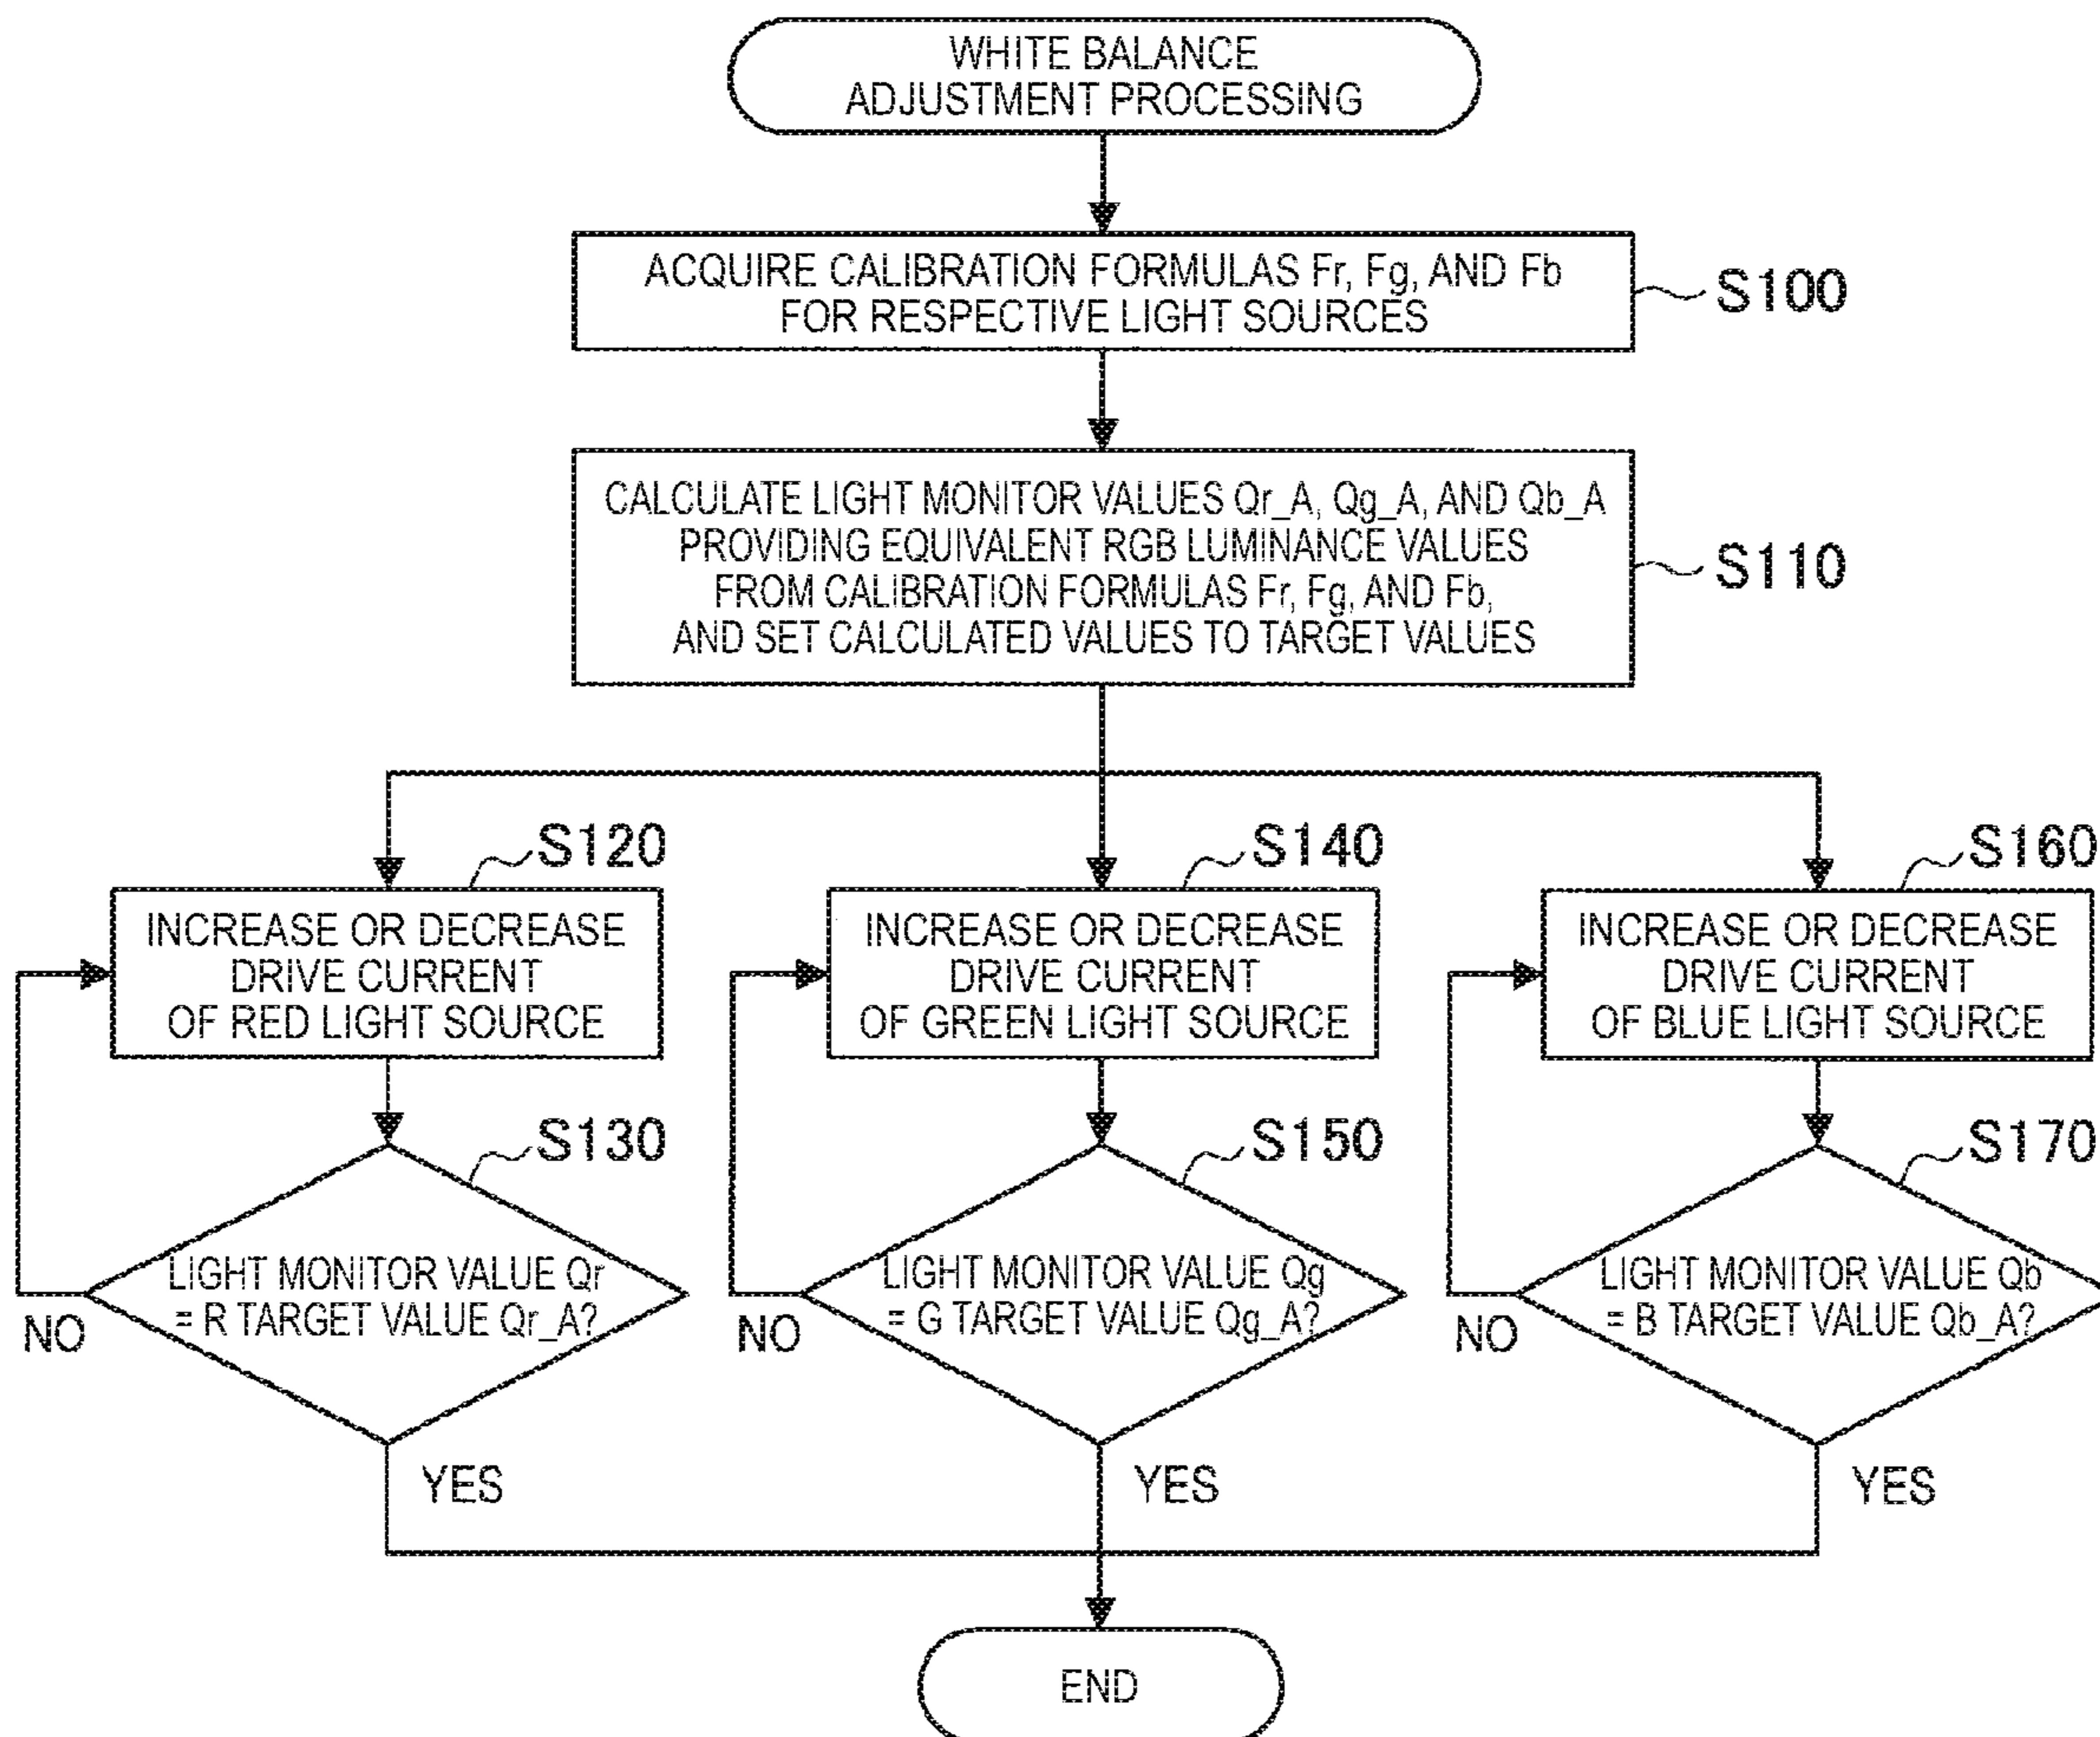 WHITE BALANCE
ADJUSTMENT PROCESSING
ACQUIRE CALIBRATION FORMULAS Fr, Fg, AND Fb
FOR RESPECTIVE LIGHT SOURCES
S100
CALCULATE LIGHT MONITOR VALUES Qr_A, Qg_A, AND Qb_A
PROVIDING EQUIVALENT RGB LUMINANCE VALUES
FROM CALIBRATION FORMULAS Fr, Fg, AND Fb,
AND SET CALCULATED VALUES TO TARGET VALUES
S110
S120
INCREASE OR DECREASE
DRIVE CURRENT
OF RED LIGHT SOURCE
S140
INCREASE OR DECREASE
DRIVE CURRENT
OF GREEN LIGHT SOURCE
S160
INCREASE OR DECREASE
DRIVE CURRENT
OF BLUE LIGHT SOURCE
S130
LIGHT MONITOR VALUE Qr
= R TARGET VALUE Qr_A?
NO
YES
S150
LIGHT MONITOR VALUE Qg
= G TARGET VALUE Qg_A?
NO
YES
S170
LIGHT MONITOR VALUE Qb
= B TARGET VALUE Qb_A?
NO
YES
END